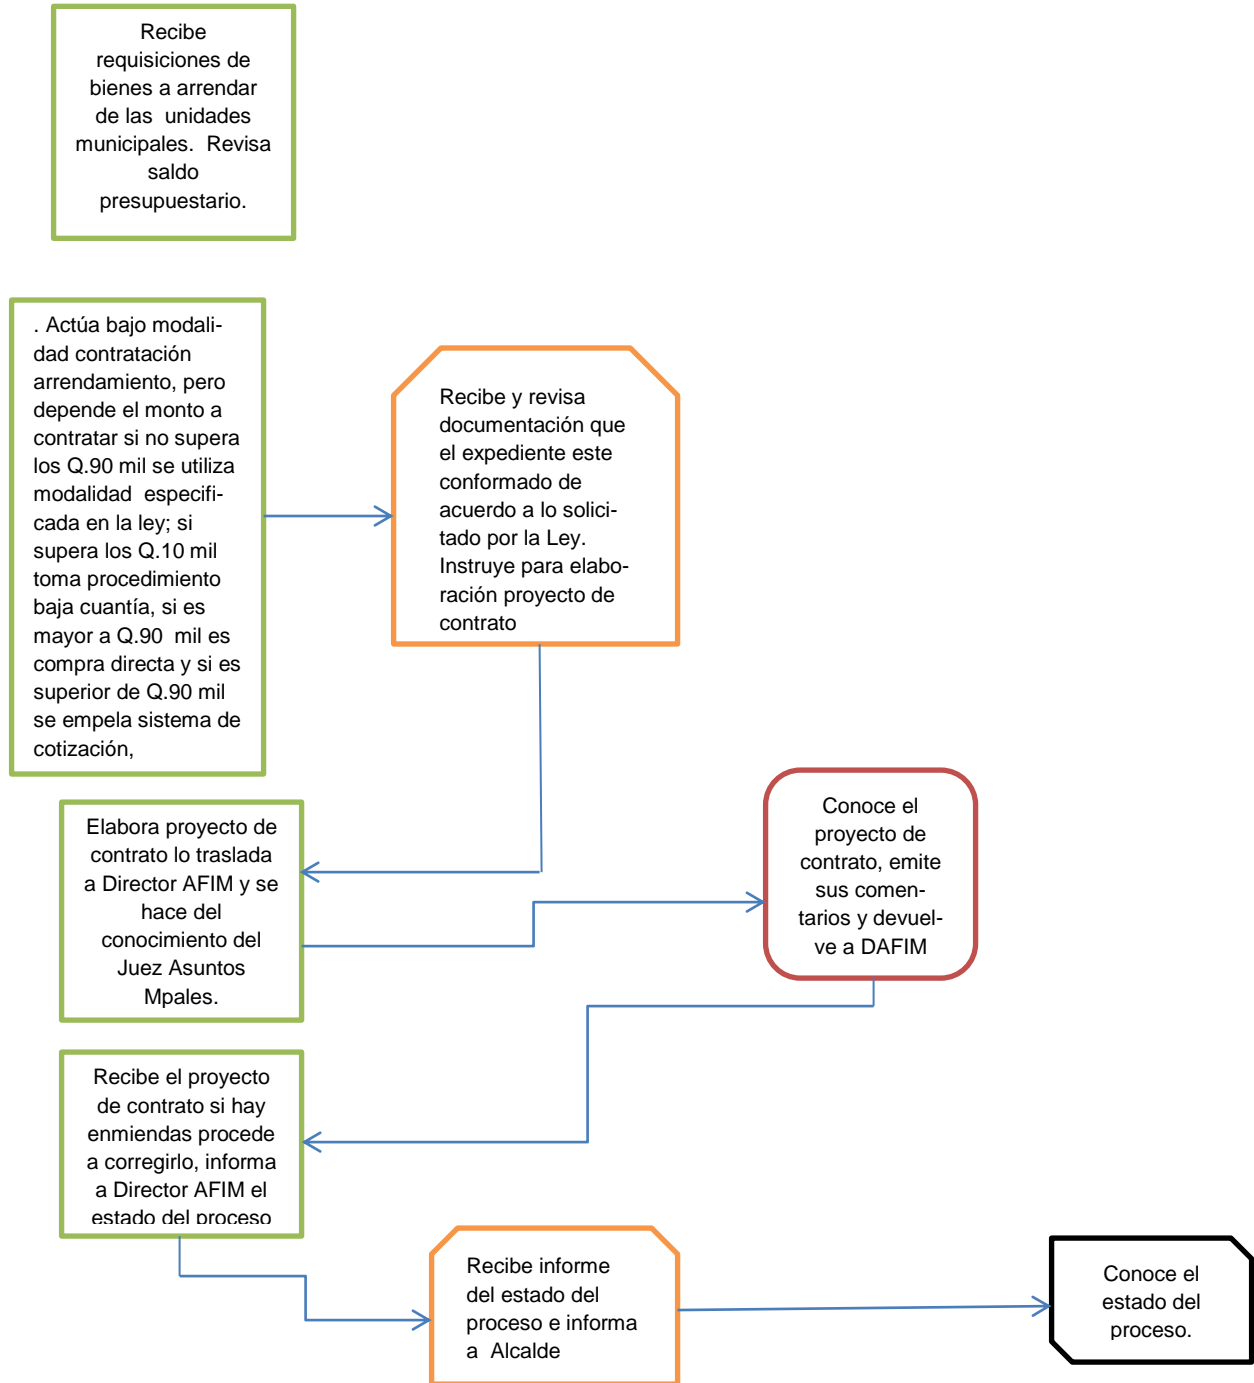 Recibe
requisiciones de
bienes a arrendar
de las unidades
municipales. Revisa
saldo
presupuestario.
. Actúa bajo modali-
dad contratación
arrendamiento, pero
depende el monto a
contratar si no supera
los Q.90 mil se utiliza
modalidad especifi-
cada en la ley; si
supera los Q.10 mil
toma procedimiento
baja cuantía, si es
mayor a Q.90 mil es
compra directa y si es
superior de Q.90 mil
se empela sistema de
cotización,
Recibe y revisa
documentación que
el expediente este
conformado de
acuerdo a lo solici-
tado por la Ley.
Instruye para elabo-
ración proyecto de
contrato
Elabora proyecto de
contrato lo traslada
a Director AFIM y se
hace del
conocimiento del
Juez Asuntos
Mpales.
Conoce el
proyecto de
contrato, emite
sus comen-
tarios y devuel-
ve a DAFIM
Recibe el proyecto
de contrato si hay
enmiendas procede
a corregirlo, informa
a Director AFIM el
estado del proceso
Recibe informe
del estado del
proceso e informa
a Alcalde
Conoce el
estado del
proceso.